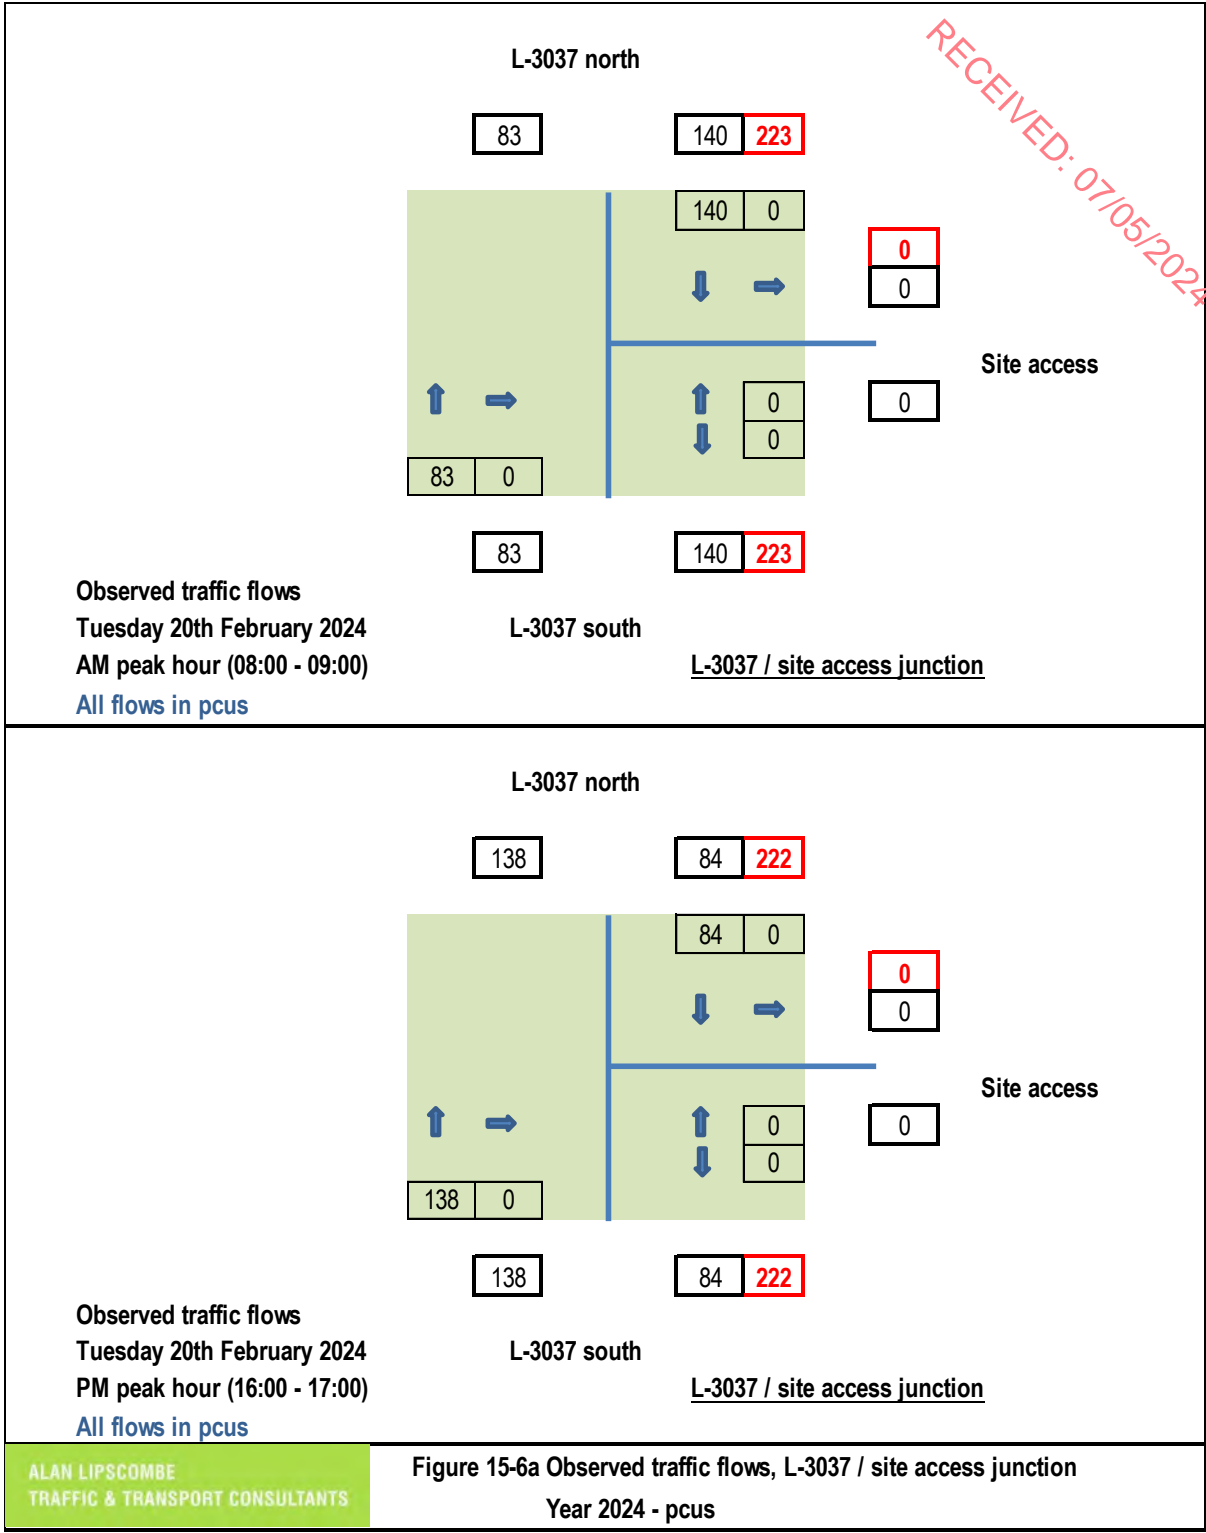 RECEIVED: 07/05/2024
L-3037 north
83 140 223
140 0
0
0
Site access
0 0
0
83 0
83 140 223
Observed traffic flows
Tuesday 20th February 2024 L-3037 south
AM peak hour (08:00 - 09:00) L-3037 / site access junction
All flows in pcus
L-3037 north
138 84 222
84 0
0
0
Site access
0 0
0
138 0
138 84 222
Observed traffic flows
Tuesday 20th February 2024 L-3037 south
PM peak hour (16:00 - 17:00) L-3037 / site access junction
All flows in pcus
ALAN LIPSCOMBE
TRAFFIC & TRANSPORT CONSULTANTS
Figure 15-6a Observed traffic flows, L-3037 / site access junction
Year 2024 - pcus